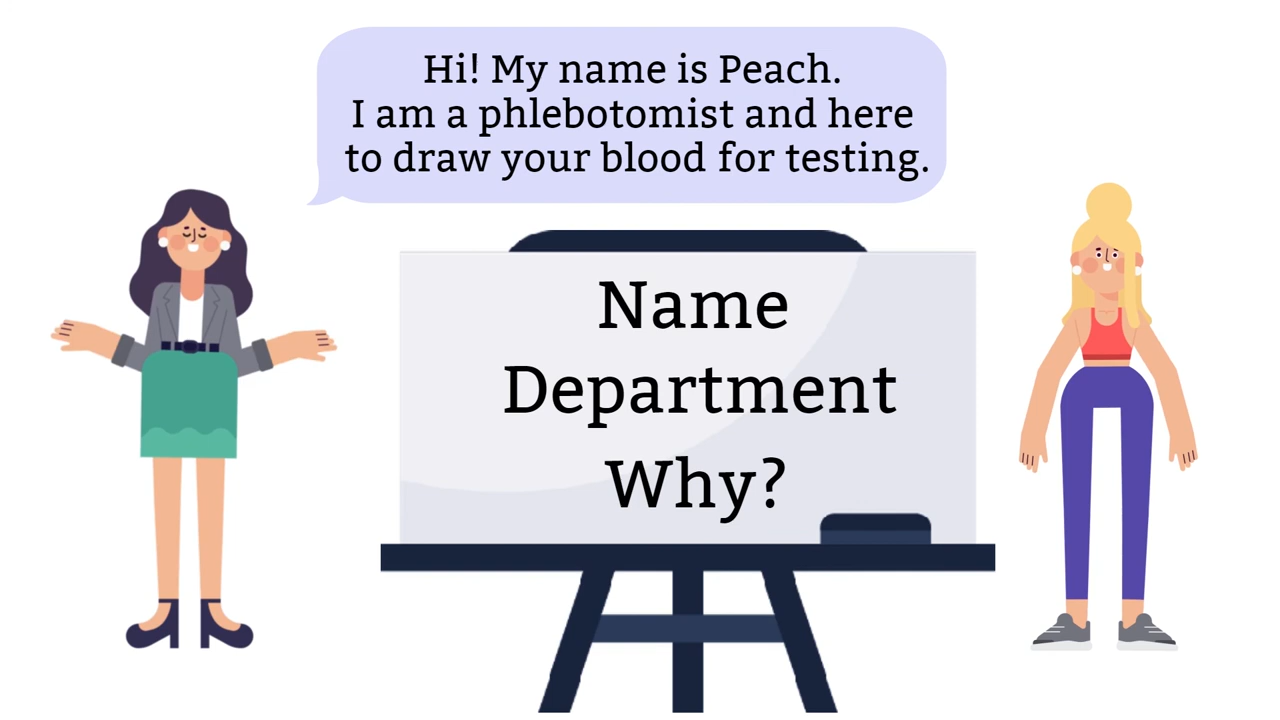 Hi! My name is Peach.
I am a phlebotomist and here
to draw your blood for testing.
Name
Department
Why?